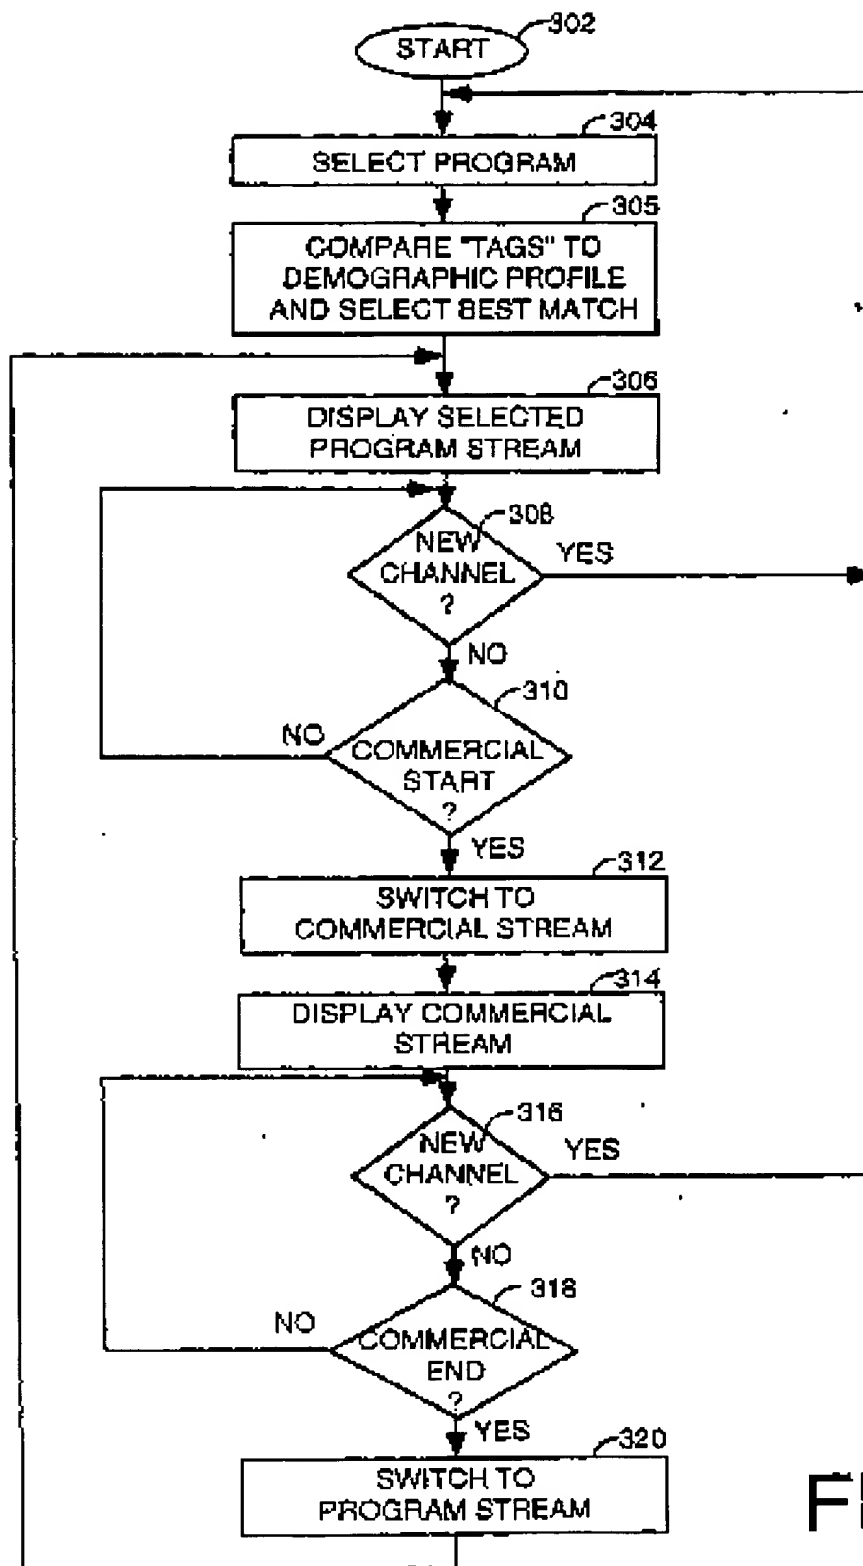 302
START
304
SELECT PROGRAM
305
COMPARE "TAGS" TO
DEMOGRAPHIC PROFILE
AND SELECT BEST MATCH
306
DISPLAY SELECTED
PROGRAM STREAM
308
NEW
CHANNEL
?
YES
NO
310
COMMERCIAL
START
?
NO
YES
312
SWITCH TO
COMMERCIAL STREAM
314
DISPLAY COMMERCIAL
STREAM
316
NEW
CHANNEL
?
YES
NO
318
COMMERCIAL
END
?
NO
YES
320
SWITCH TO
PROGRAM STREAM